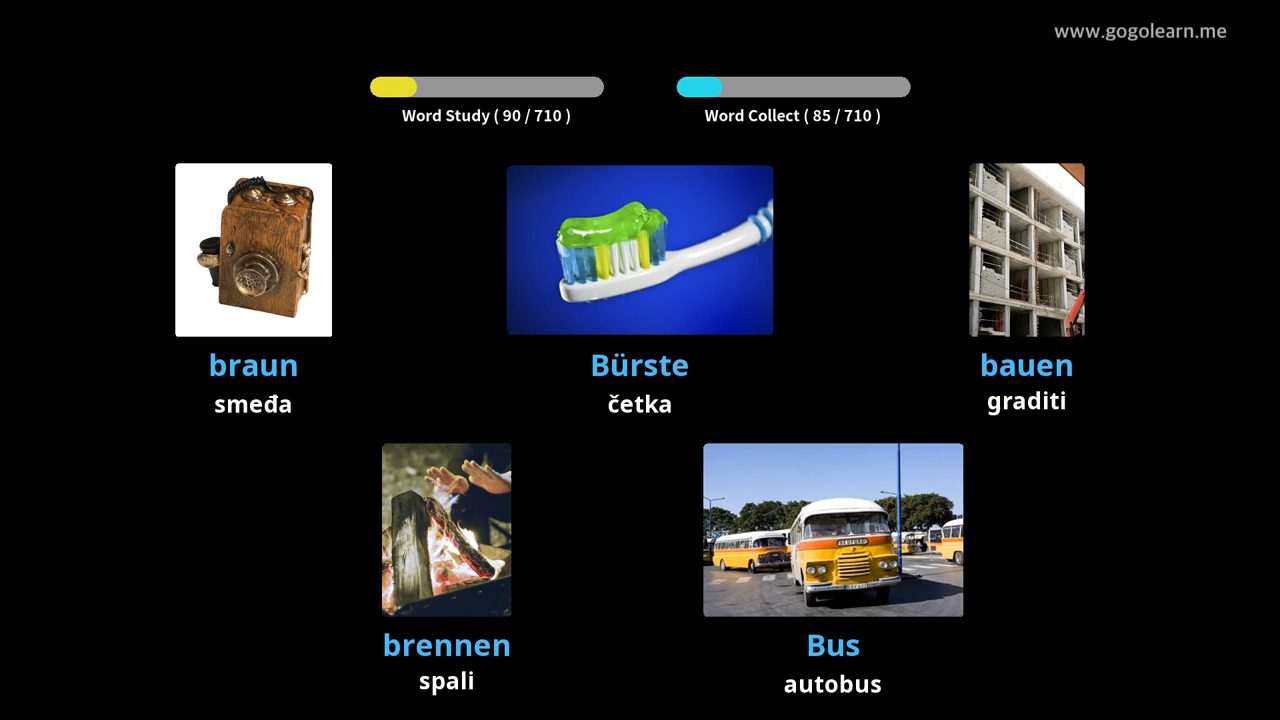 www.gogolearn.me
Word Study ( 90 / 710 )
Word Collect ( 85 / 710 )
braun
smeđa
Bürste
četka
bauen
graditi
BEDFORD
brennen
spali
Bus
autobus